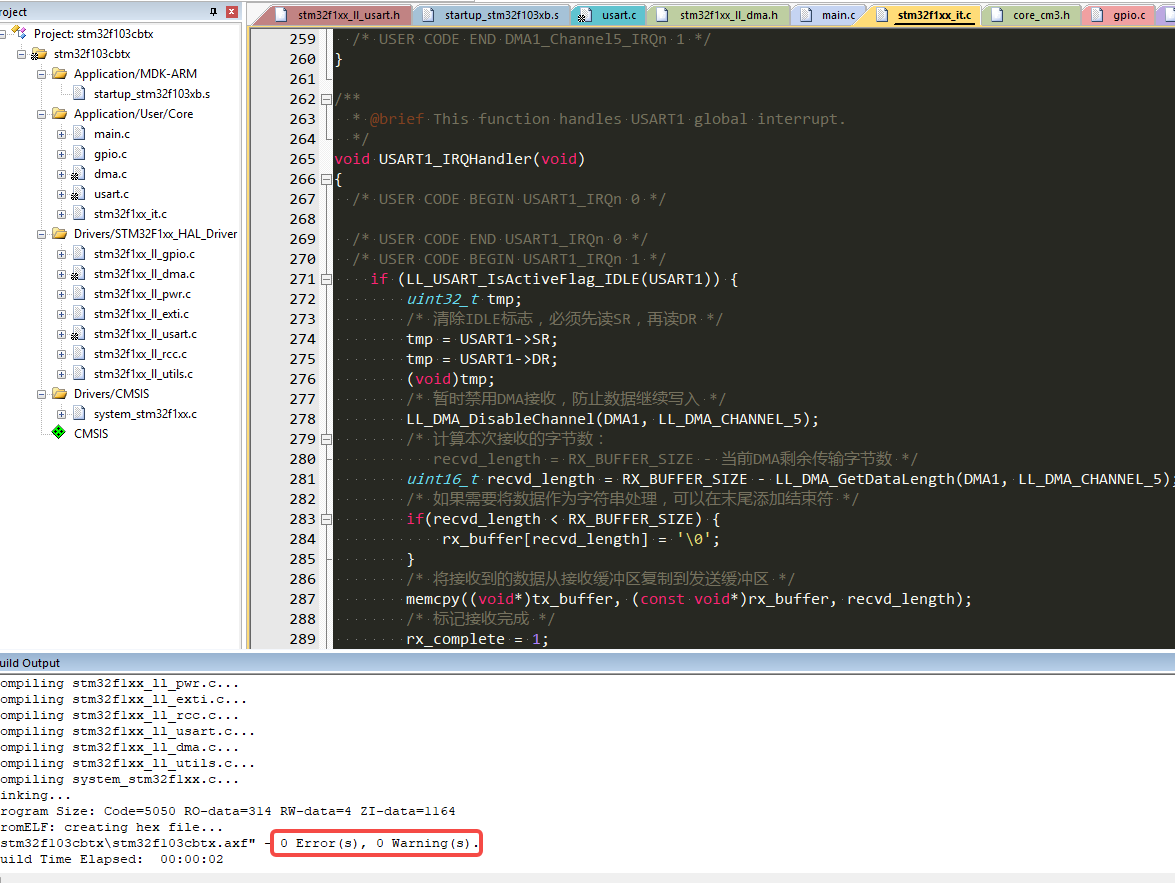 roject
Project: stm32f103cbtx
stm32f103cbtx
Application/MDK-ARM
startup_stm32f103xb.s
Application/User/Core
main.c
gpio.c
dma.c
usart.c
stm32f1xx_it.c
Drivers/STM32F1xx_HAL_Driver
stm32f1xx_ll_gpio.c
stm32f1xx_ll_dma.c
stm32f1xx_ll_pwr.c
stm32f1xx_ll_exti.c
stm32f1xx_ll_usart.c
stm32f1xx_ll_rcc.c
stm32f1xx_ll_utils.c
Drivers/CMSIS
system_stm32f1xx.c
CMSIS
stm32f1xx_ll_usart.h startup_stm32f103xb.s usart.c stm32f1xx_ll_dma.h main.c stm32f1xx_it.c core_cm3.h gpio.c
259 /* USER CODE END DMA1_Channel5_IRQn 1 */
260 }
261
262 /**
263 * @brief This function handles USART1 global interrupt.
264 */
265 void USART1_IRQHandler(void)
266 {
267 /* USER CODE BEGIN USART1_IRQn 0 */
268
269 /* USER CODE END USART1_IRQn 0 */
270 /* USER CODE BEGIN USART1_IRQn 1 */
271 if (LL_USART_IsActiveFlag_IDLE(USART1)) {
272 uint32_t tmp;
273 /* 清除IDLE标志，必须先读SR，再读DR */
274 tmp = USART1->SR;
275 tmp = USART1->DR;
276 (void)tmp;
277 /* 暂时禁用DMA接收，防止数据继续写入 */
278 LL_DMA_DisableChannel(DMA1, LL_DMA_CHANNEL_5);
279 /* 计算本次接收的字节数：
280 recvd_length = RX_BUFFER_SIZE - 当前DMA剩余传输字节数 */
281 uint16_t recvd_length = RX_BUFFER_SIZE - LL_DMA_GetDataLength(DMA1, LL_DMA_CHANNEL_5);
282 /* 如果需要将数据作为字符串处理，可以在末尾添加结束符 */
283 if(recvd_length < RX_BUFFER_SIZE) {
284 rx_buffer[recvd_length] = '\0';
285 }
286 /* 将接收到的数据从接收缓冲区复制到发送缓冲区 */
287 memcpy((void*)tx_buffer, (const void*)rx_buffer, recvd_length);
288 /* 标记接收完成 */
289 rx_complete = 1;
uild Output
ompiling stm32f1xx_ll_pwr.c...
ompiling stm32f1xx_ll_exti.c...
ompiling stm32f1xx_ll_rcc.c...
ompiling stm32f1xx_ll_usart.c...
ompiling stm32f1xx_ll_dma.c...
ompiling stm32f1xx_ll_utils.c...
ompiling system_stm32f1xx.c...
inking...
rogram Size: Code=5050 RO-data=314 RW-data=4 ZI-data=1164
romELF: creating hex file...
stm32f103cbtx\stm32f103cbtx.axf" - 0 Error(s), 0 Warning(s).
uild Time Elapsed: 00:00:02